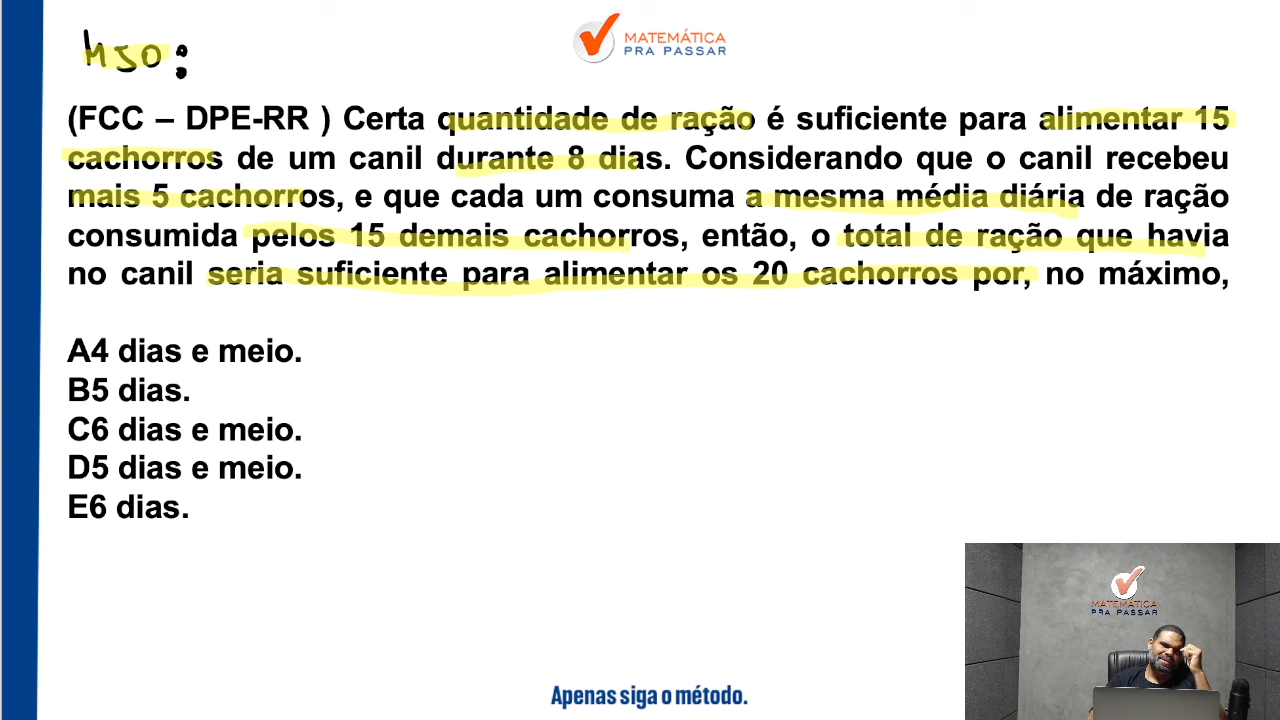 MATEMÁTICA
PRA PASSAR
(FCC – DPE-RR ) Certa quantidade de ração é suficiente para alimentar 15
cachorros de um canil durante 8 dias. Considerando que o canil recebeu
mais 5 cachorros, e que cada um consuma a mesma média diária de ração
consumida pelos 15 demais cachorros, então, o total de ração que havia
no canil seria suficiente para alimentar os 20 cachorros por, no máximo,
A4 dias e meio.
B5 dias.
C6 dias e meio.
D5 dias e meio.
E6 dias.
MATEMÁTICA
PRA PASSAR
Apenas siga o método.